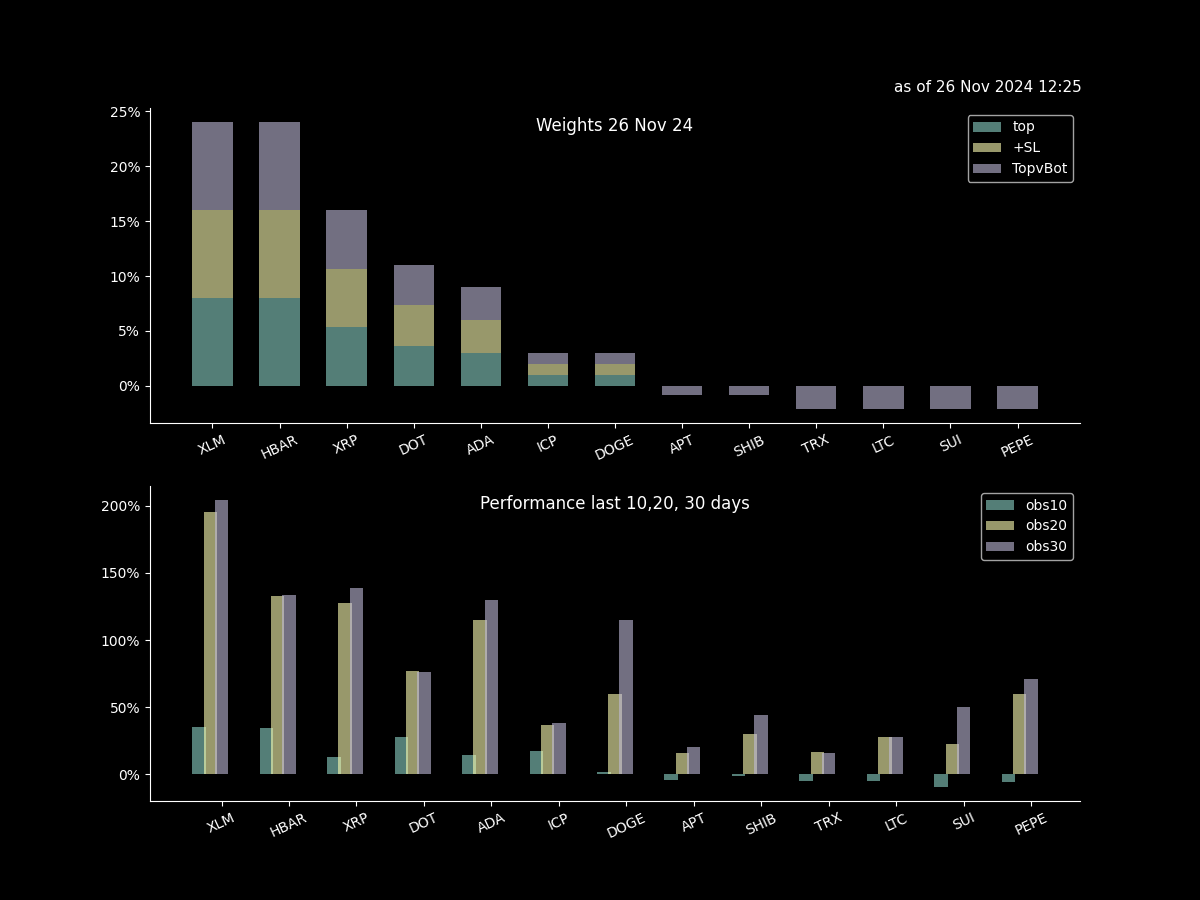 as of 26 Nov 2024 12:25
Weights 26 Nov 24
top
+SL
TopvBot
25%
20%
15%
10%
5%
0%
XLM HBAR XRP DOT ADA ICP DOGE APT SHIB TRX LTC SUI PEPE
Performance last 10,20, 30 days
obs10
obs20
obs30
200%
150%
100%
50%
0%
XLM HBAR XRP DOT ADA ICP DOGE APT SHIB TRX LTC SUI PEPE